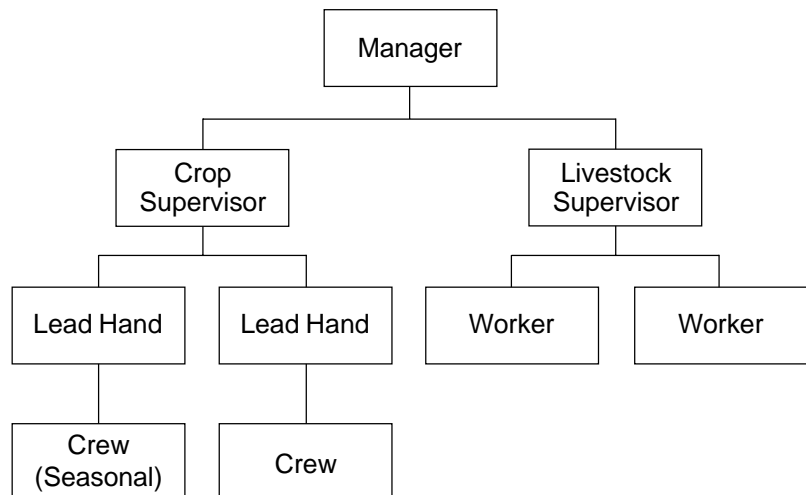 Manager
Crop
Supervisor
Livestock
Supervisor
Lead Hand
Lead Hand
Worker
Worker
Crew
(Seasonal)
Crew